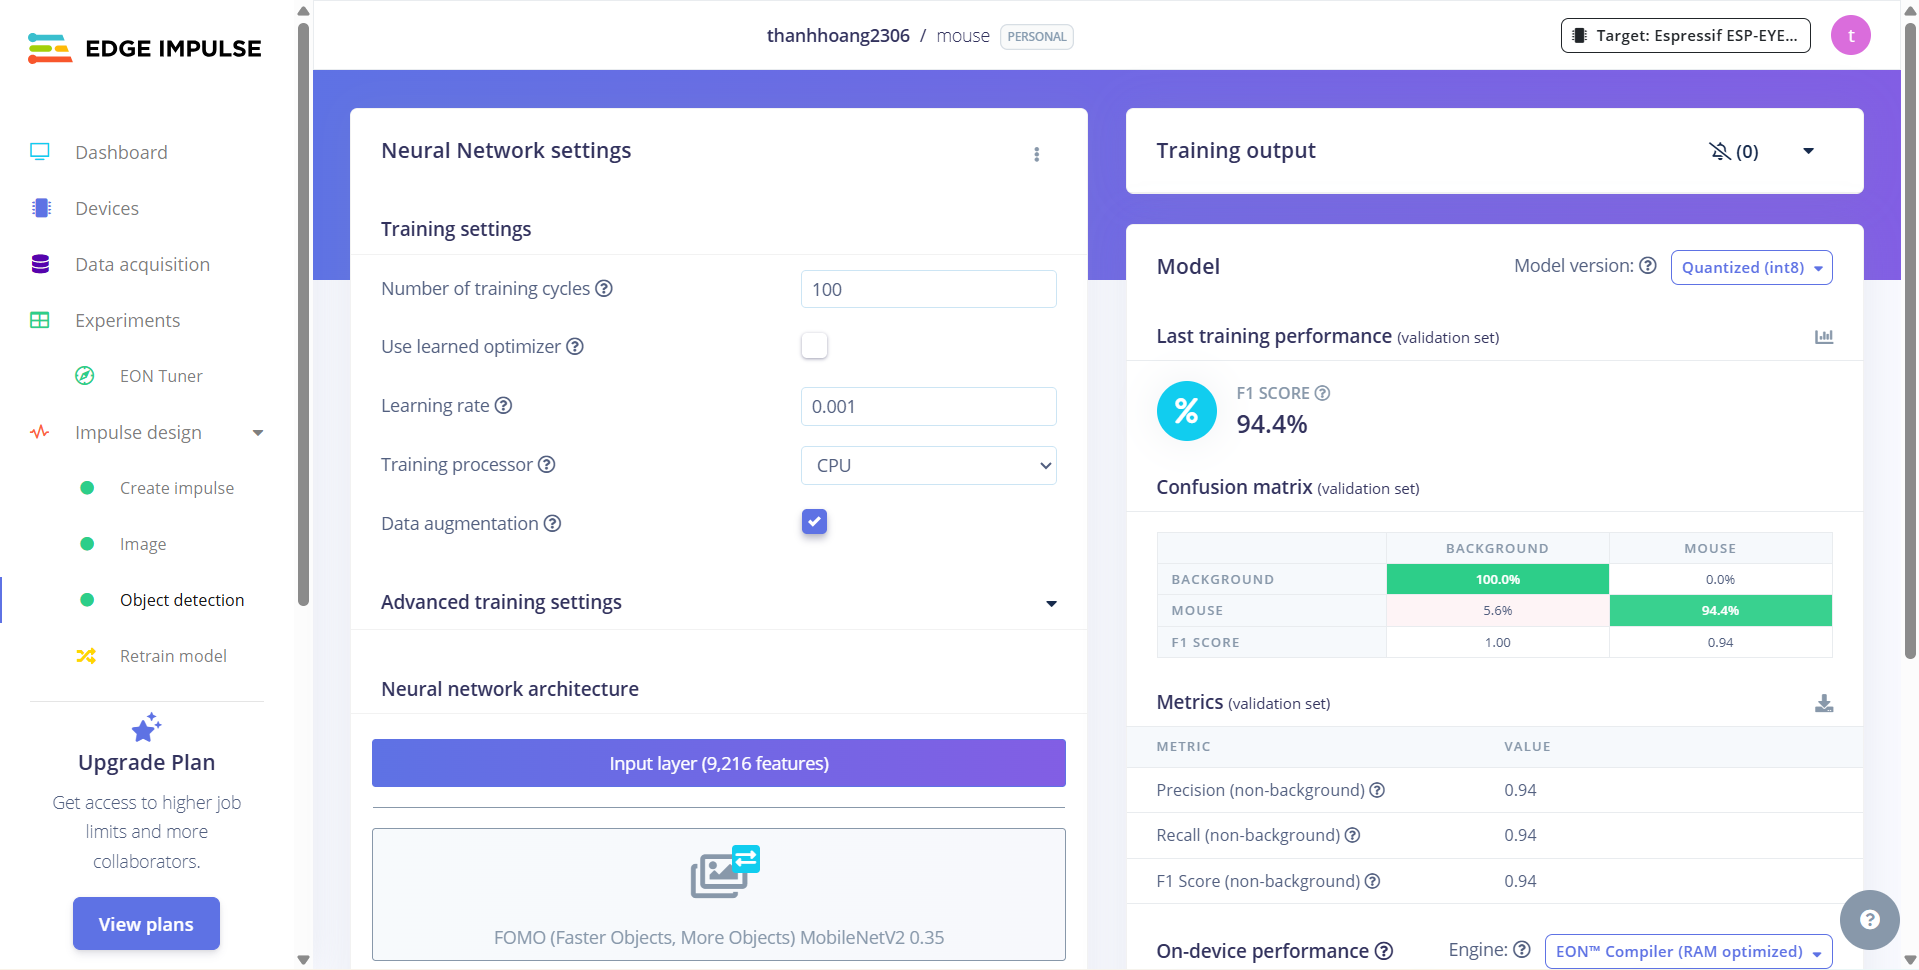 EDGE IMPULSE
Dashboard
Devices
Data acquisition
Experiments
EON Tuner
Impulse design
Create impulse
Image
Object detection
Retrain model
Upgrade Plan
Get access to higher job
limits and more
collaborators.
View plans
thanhhoang2306 / mouse PERSONAL
Target: Espressif ESP-EYE...
t
Neural Network settings
Training settings
Number of training cycles ?
100
Use learned optimizer ?
Learning rate ?
0.001
Training processor ?
CPU
Data augmentation ?
Advanced training settings
Neural network architecture
Input layer (9,216 features)
FOMO (Faster Objects, More Objects) MobileNetV2 0.35
Training output
(0)
Model
Model version: ?
Quantized (int8)
Last training performance (validation set)
%
F1 SCORE ?
94.4%
Confusion matrix (validation set)
BACKGROUND MOUSE
BACKGROUND 100.0% 0.0%
MOUSE 5.6% 94.4%
F1 SCORE 1.00 0.94
Metrics (validation set)
METRIC VALUE
Precision (non-background) ? 0.94
Recall (non-background) ? 0.94
F1 Score (non-background) ? 0.94
?
On-device performance ?
Engine: ?
EON™ Compiler (RAM optimized)